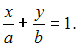 x/a + y/b = 1.